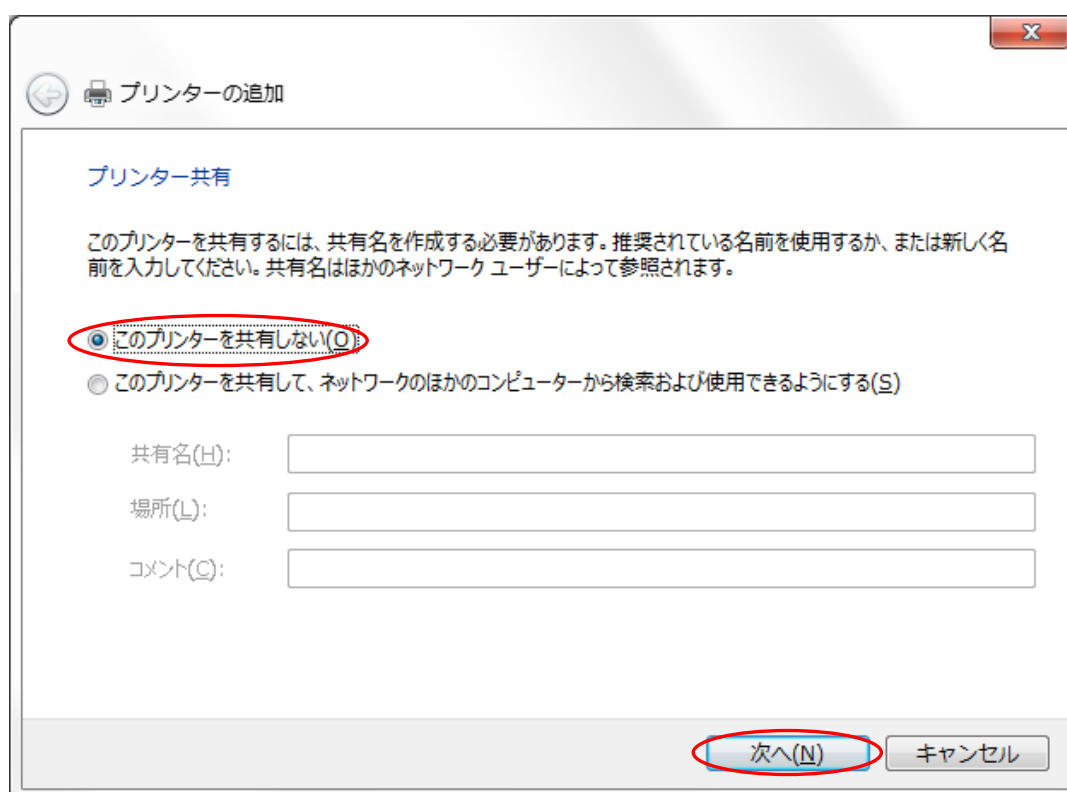 プリンターの追加
プリンター共有
このプリンターを共有するには、共有名を作成する必要があります。推奨されている名前を使用するか、または新しく名
前を入力してください。共有名はほかのネットワーク ユーザーによって参照されます。
このプリンターを共有しない(O)
このプリンターを共有して、ネットワークのほかのコンピューターから検索および使用できるようにする(S)
共有名(H):
場所(L):
コメント(C):
次へ(N) キャンセル